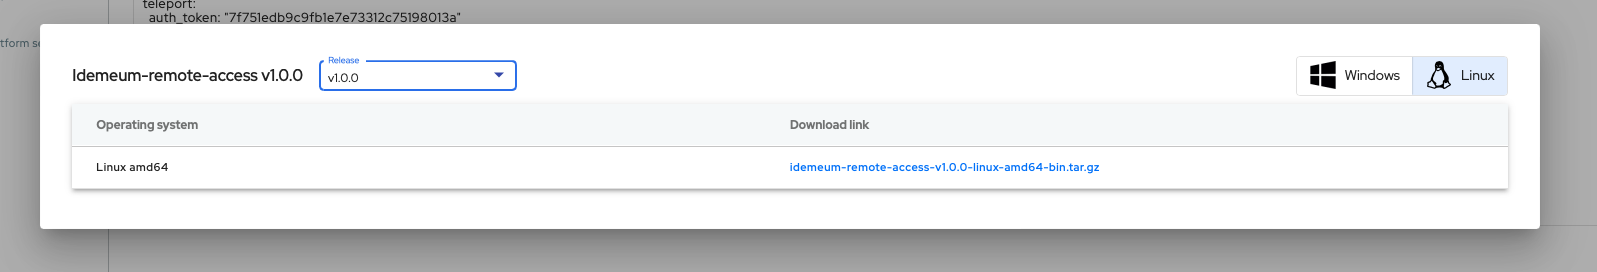 teleport:
auth_token: "7f751edb9c9fb1e7e73312c75198013a"
tform se
Release
Idemeum-remote-access v1.0.0
v1.0.0
Windows
Linux
Operating system
Download link
Linux amd64
idemeum-remote-access-v1.0.0-linux-amd64-bin.tar.gz